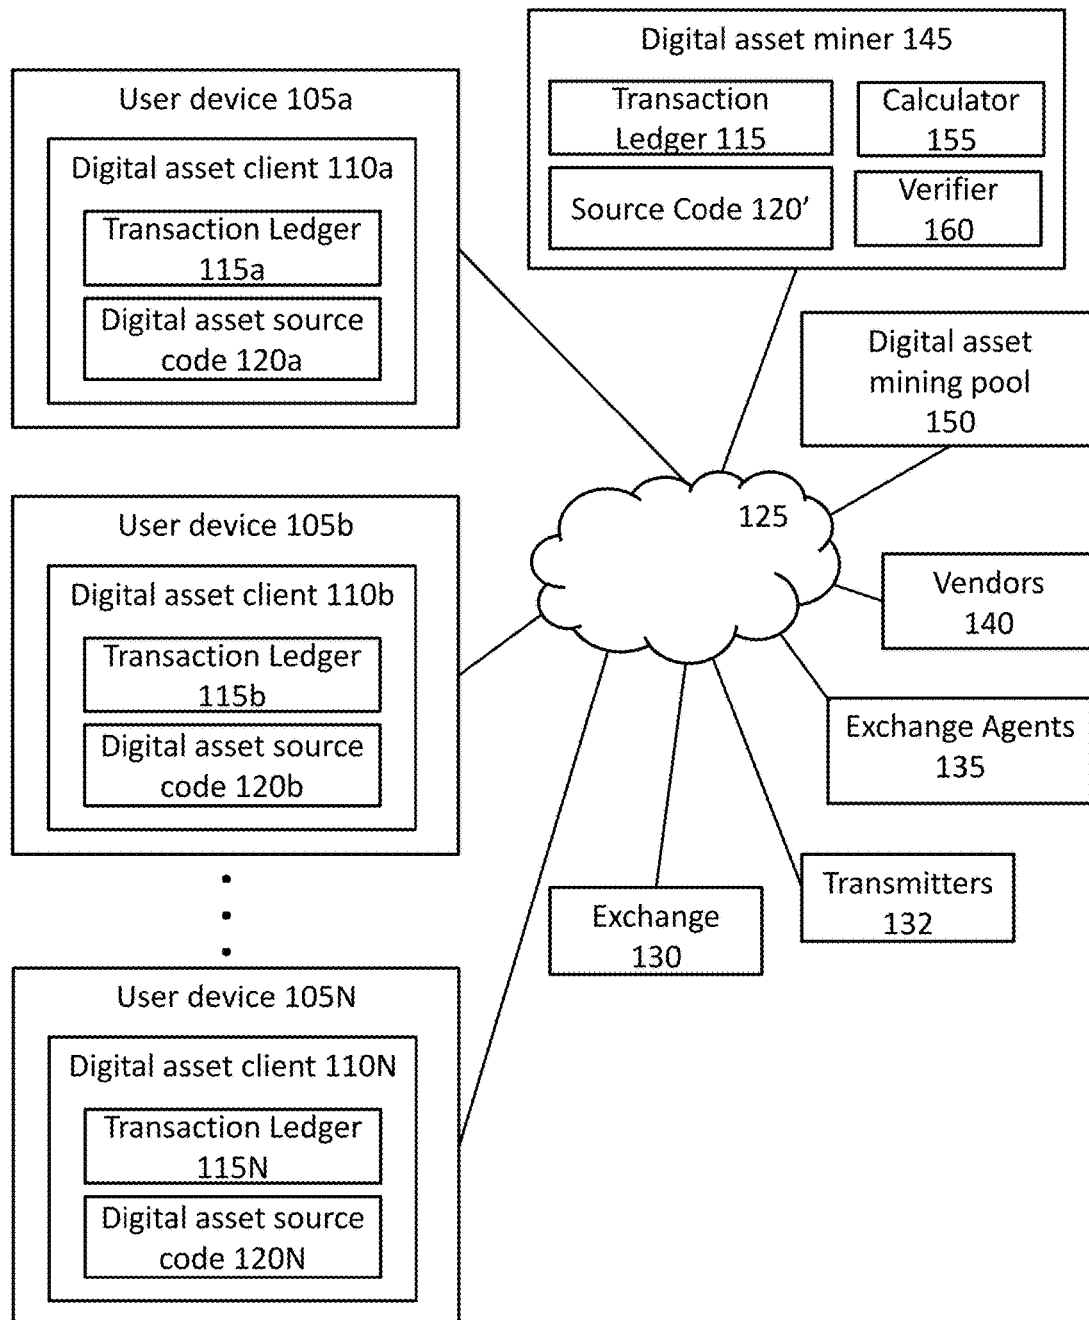 Digital asset miner 145
Transaction
Ledger 115
Calculator
155
Source Code 120’
Verifier
160
User device 105a
Digital asset client 110a
Transaction Ledger
115a
Digital asset source
code 120a
Digital asset
mining pool
150
125
User device 105b
Digital asset client 110b
Transaction Ledger
115b
Digital asset source
code 120b
Vendors
140
Exchange Agents
135
Transmitters
132
Exchange
130
User device 105N
Digital asset client 110N
Transaction Ledger
115N
Digital asset source
code 120N